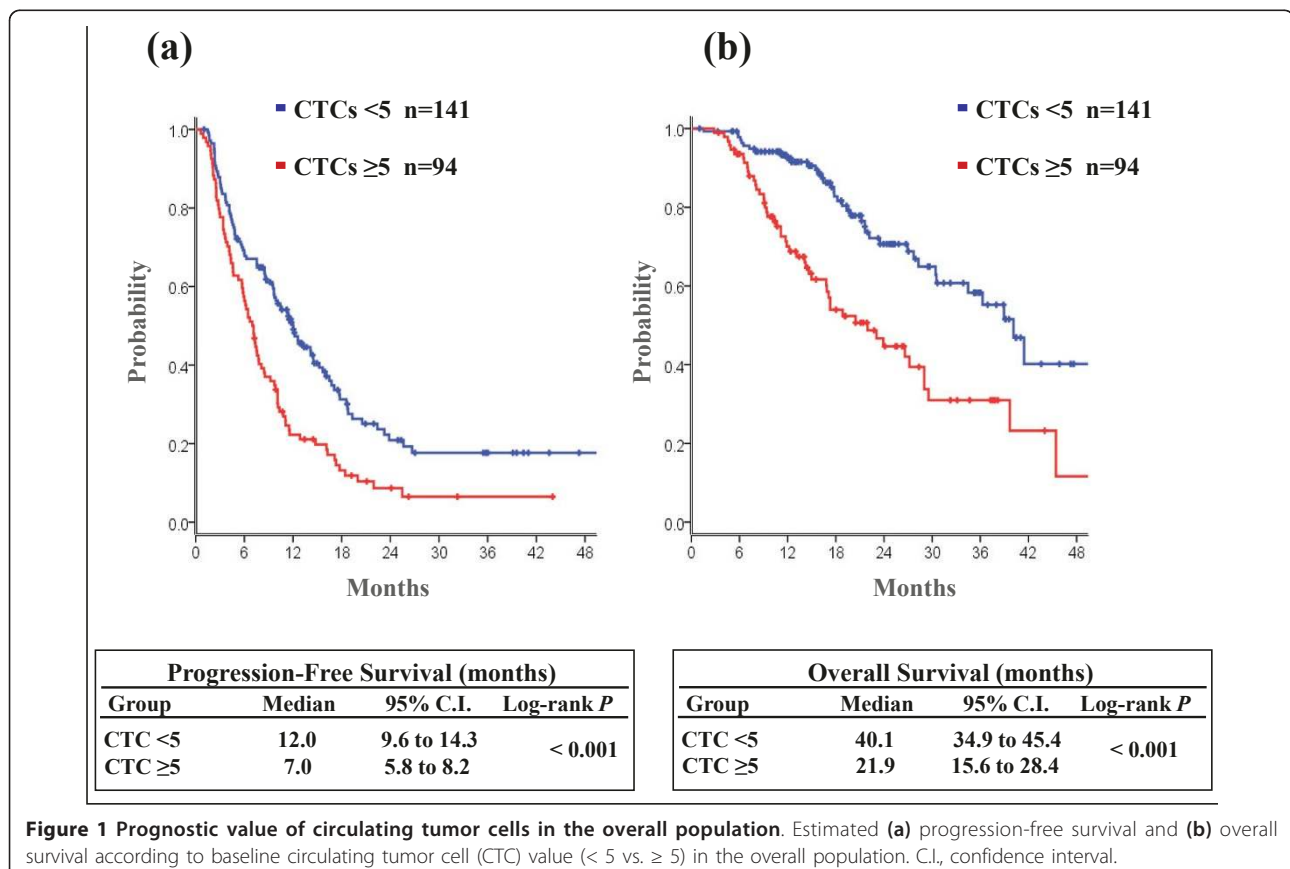 (a)
CTCs <5 n=141
CTCs ≥5 n=94
1.0
0.8
0.6
0.4
0.2
0.0
Probability
0 6 12 18 24 30 36 42 48
Months
(b)
CTCs <5 n=141
CTCs ≥5 n=94
1.0
0.8
0.6
0.4
0.2
0.0
Probability
0 6 12 18 24 30 36 42 48
Months
Progression-Free Survival (months)
Group Median 95% C.I. Log-rank P
CTC <5 12.0 9.6 to 14.3 < 0.001
CTC ≥5 7.0 5.8 to 8.2
Overall Survival (months)
Group Median 95% C.I. Log-rank P
CTC <5 40.1 34.9 to 45.4 < 0.001
CTC ≥5 21.9 15.6 to 28.4
Figure 1 Prognostic value of circulating tumor cells in the overall population. Estimated (a) progression-free survival and (b) overall
survival according to baseline circulating tumor cell (CTC) value (< 5 vs. ≥ 5) in the overall population. C.I., confidence interval.